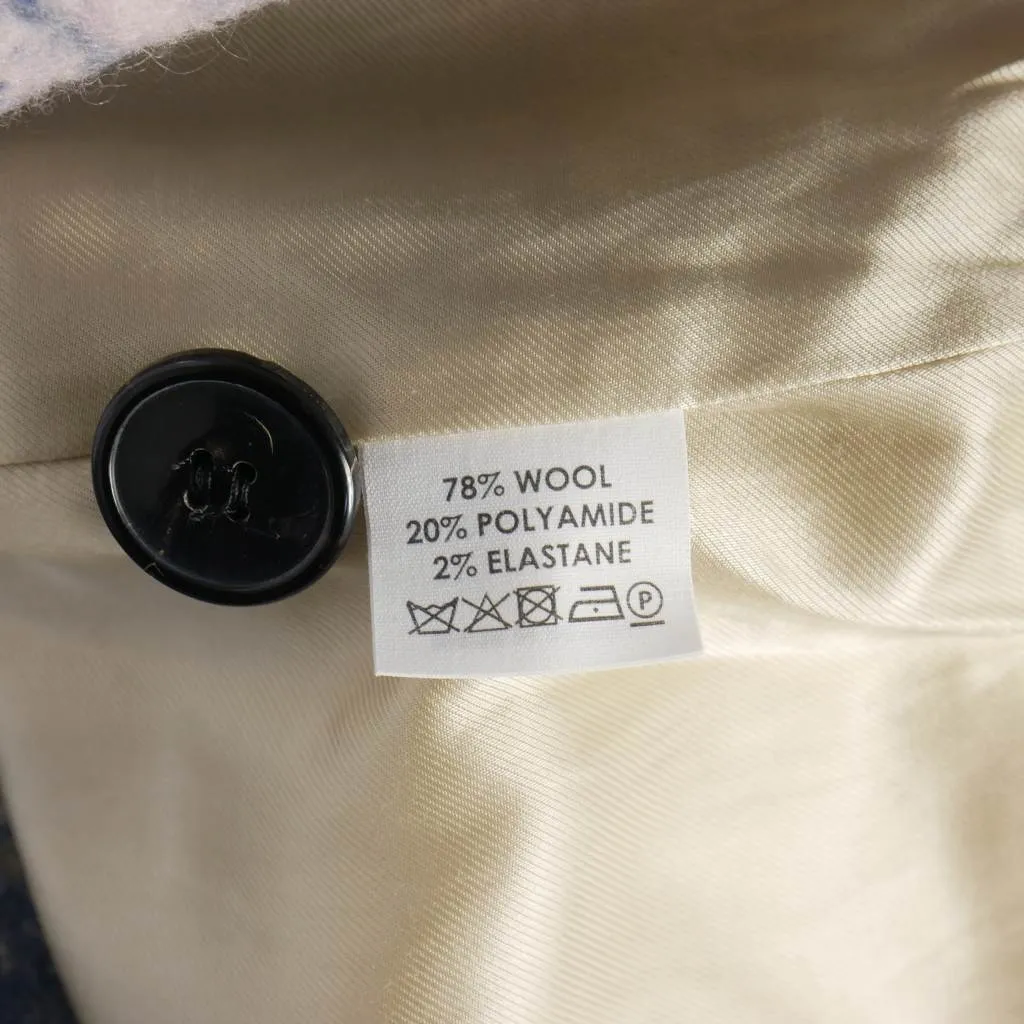 78% WOOL
20% POLYAMIDE
2% ELASTANE
P